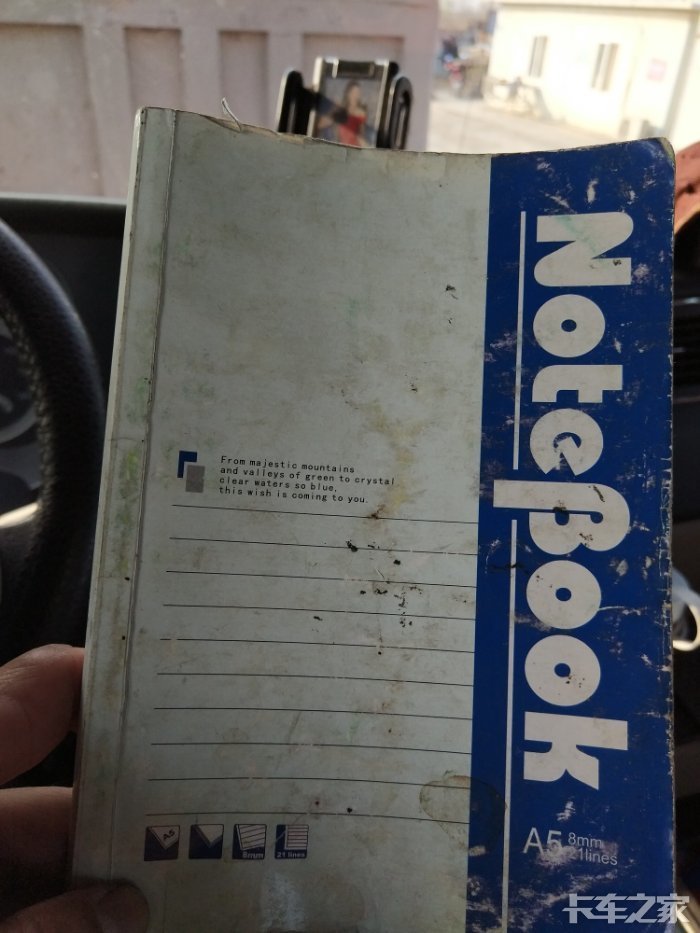 NoteBook
From majestic mountains
and valleys of green to crystal
clear waters so blue,
this wish is coming to you.
A5
8mm
21 lines
A5 8mm
21lines
卡车之家